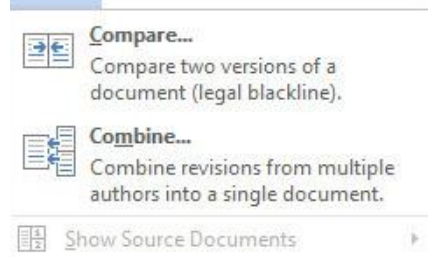 Compare...
Compare two versions of a
document (legal blackline).
Combine...
Combine revisions from multiple
authors into a single document.
Show Source Documents